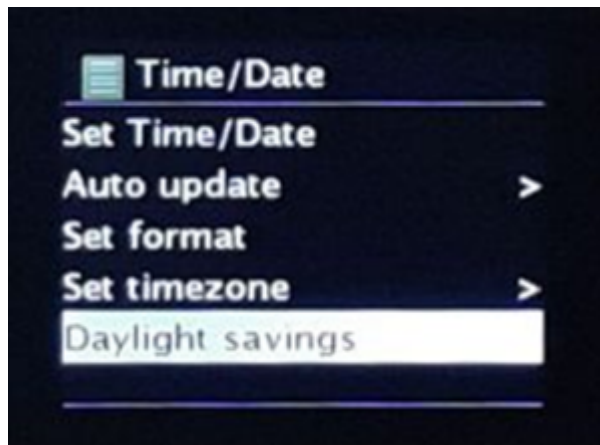 Time/Date
Set Time/Date
Auto update >
Set format
Set timezone >
Daylight savings